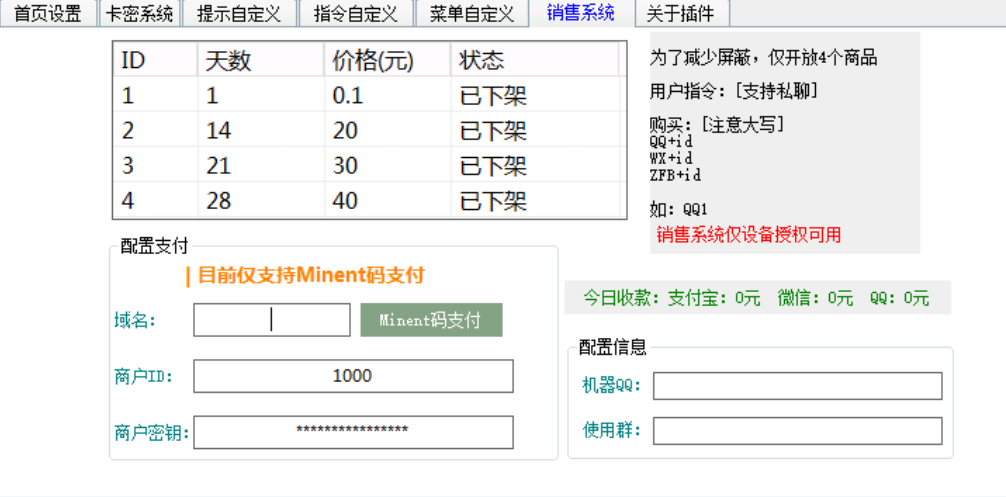 首页设置 卡密系统 提示自定义 指令自定义 菜单自定义 销售系统 关于插件
ID 天数 价格(元) 状态
1 1 0.1 已下架
2 14 20 已下架
3 21 30 已下架
4 28 40 已下架
为了减少屏蔽，仅开放4个商品
用户指令：[支持私聊]
购买：[注意大写]
QQ+id
WX+id
ZFB+id
如：QQ1
销售系统仅设备授权可用
配置支付
|目前仅支持Minent码支付
域名： Minent码支付
商户ID： 1000
商户密钥： ****************
今日收款：支付宝：0元 微信：0元 QQ：0元
配置信息
机器QQ：
使用群：